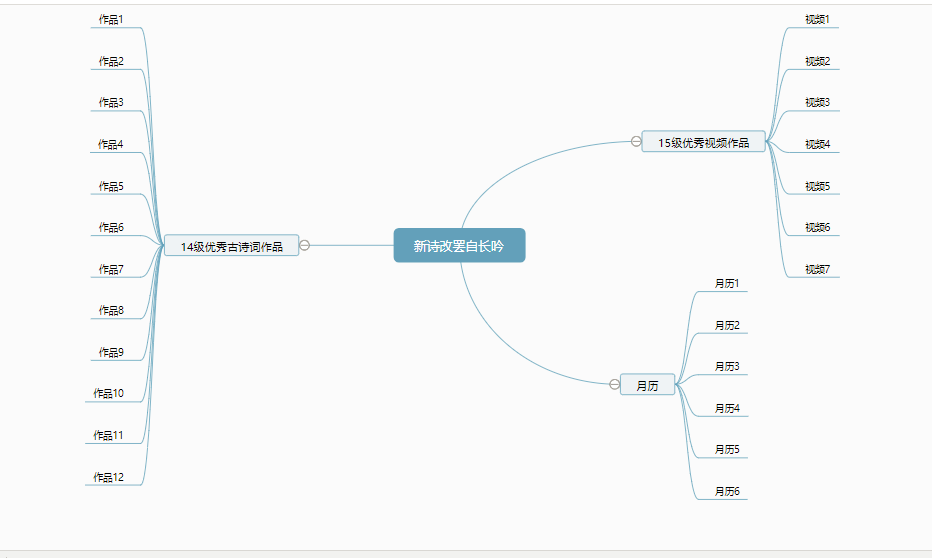 新诗改罢自长吟
15级优秀视频作品
视频1
视频2
视频3
视频4
视频5
视频6
视频7
月历
月历1
月历2
月历3
月历4
月历5
月历6
14级优秀古诗词作品
作品1
作品2
作品3
作品4
作品5
作品6
作品7
作品8
作品9
作品10
作品11
作品12